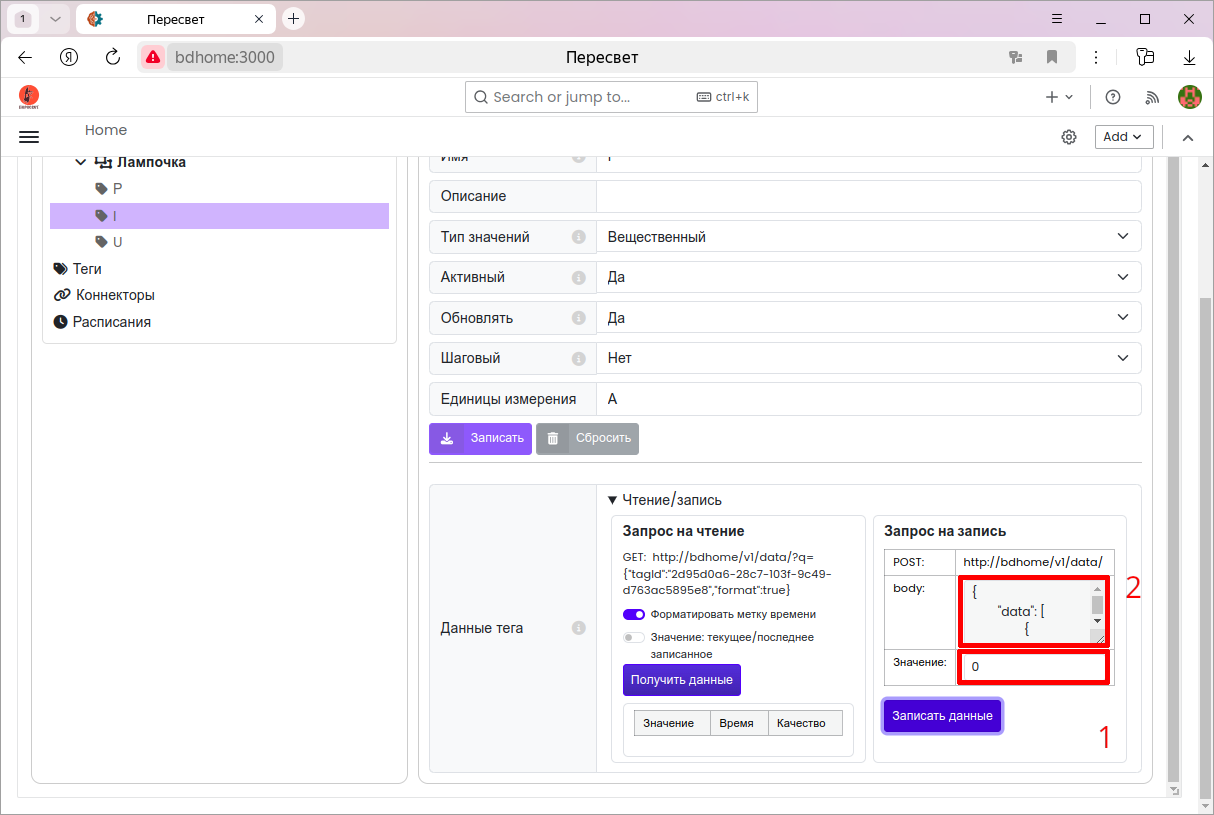 1
Пересвет
bdhome:3000
Пересвет
Search or jump to...
ctrl+k
Home
Add
Лампочка
P
I
U
Теги
Коннекторы
Расписания
Описание
Тип значений
Вещественный
Активный
Да
Обновлять
Да
Шаговый
Нет
Единицы измерения
А
Записать
Сбросить
Данные тега
Чтение/запись
Запрос на чтение
GET: http://bdhome/v1/data/?q=
{"tagId":"2d95d0a6-28c7-103f-9c49-
d763ac5895e8","format":true}
Форматировать метку времени
Значение: текущее/последнее
записанное
Получить данные
Значение Время Качество
Запрос на запись
POST: http://bdhome/v1/data/
body:
{
"data": [
{
2
Значение: 0
Записать данные
1